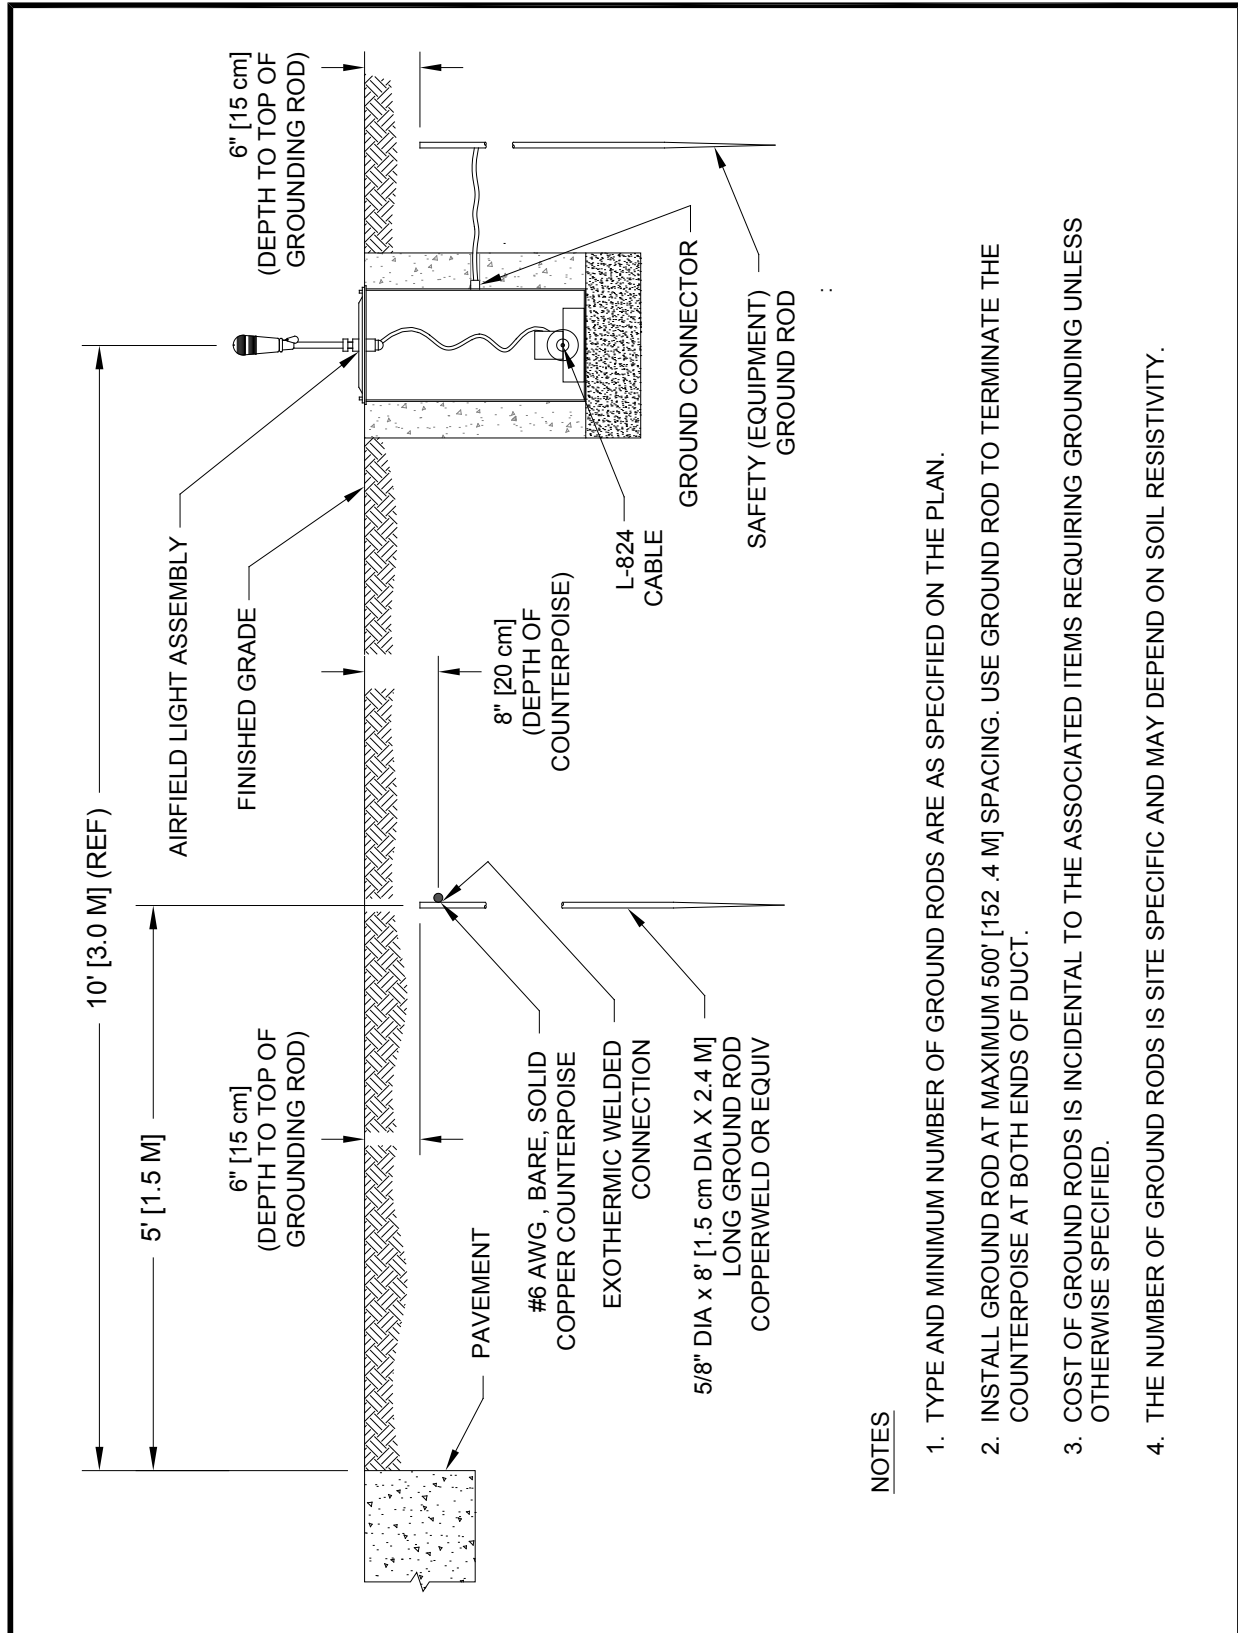 10' [3.0 M] (REF)
5' [1.5 M]
6" [15 cm]
(DEPTH TO TOP OF
GROUNDING ROD)
AIRFIELD LIGHT ASSEMBLY
FINISHED GRADE
6" [15 cm]
(DEPTH TO TOP OF
GROUNDING ROD)
PAVEMENT
#6 AWG , BARE, SOLID
COPPER COUNTERPOISE
EXOTHERMIC WELDED
CONNECTION
5/8" DIA x 8' [1.5 cm DIA X 2.4 M]
LONG GROUND ROD
COPPERWELD OR EQUIV
8" [20 cm]
(DEPTH OF
COUNTERPOISE)
L-824
CABLE
GROUND CONNECTOR
SAFETY (EQUIPMENT)
GROUND ROD
:
NOTES
1. TYPE AND MINIMUM NUMBER OF GROUND RODS ARE AS SPECIFIED ON THE PLAN.
2. INSTALL GROUND ROD AT MAXIMUM 500' [152 .4 M] SPACING. USE GROUND ROD TO TERMINATE THE
COUNTERPOISE AT BOTH ENDS OF DUCT.
3. COST OF GROUND RODS IS INCIDENTAL TO THE ASSOCIATED ITEMS REQUIRING GROUNDING UNLESS
OTHERWISE SPECIFIED.
4. THE NUMBER OF GROUND RODS IS SITE SPECIFIC AND MAY DEPEND ON SOIL RESISTIVITY.